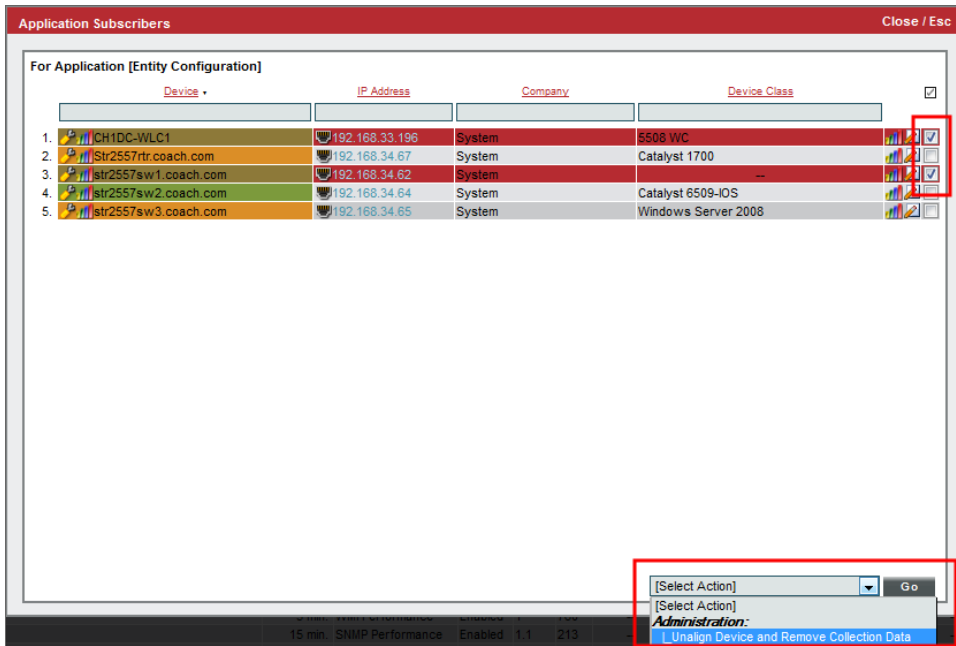 Application Subscribers Close / Esc
For Application [Entity Configuration]
Device IP Address Company Device Class
1. CH1DC-WLC1 192.168.33.196 System 5508 WC
2. Str2557rtr.coach.com 192.168.34.67 System Catalyst 1700
3. str2557sw1.coach.com 192.168.34.62 System --
4. str2557sw2.coach.com 192.168.34.64 System Catalyst 6509-IOS
5. str2557sw3.coach.com 192.168.34.65 System Windows Server 2008
[Select Action] Go
[Select Action]
Administration:
|_Unalign Device and Remove Collection Data
15 min. SNMP Performance Enabled 1.1 213